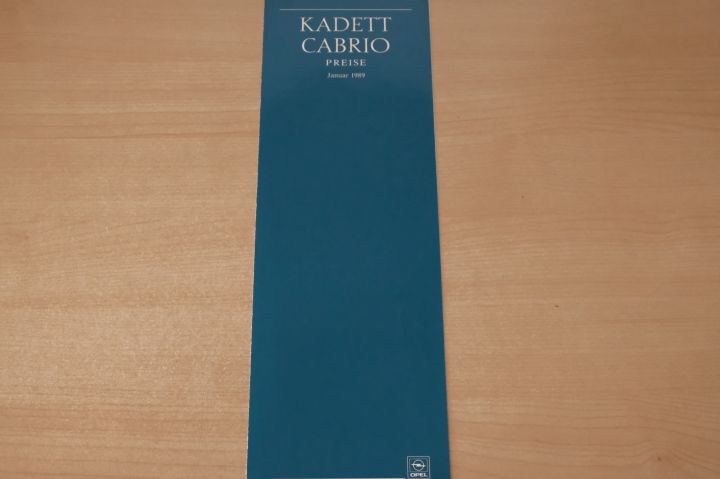 KADETT
CABRIO
PREISE
Januar 1989
OPEL